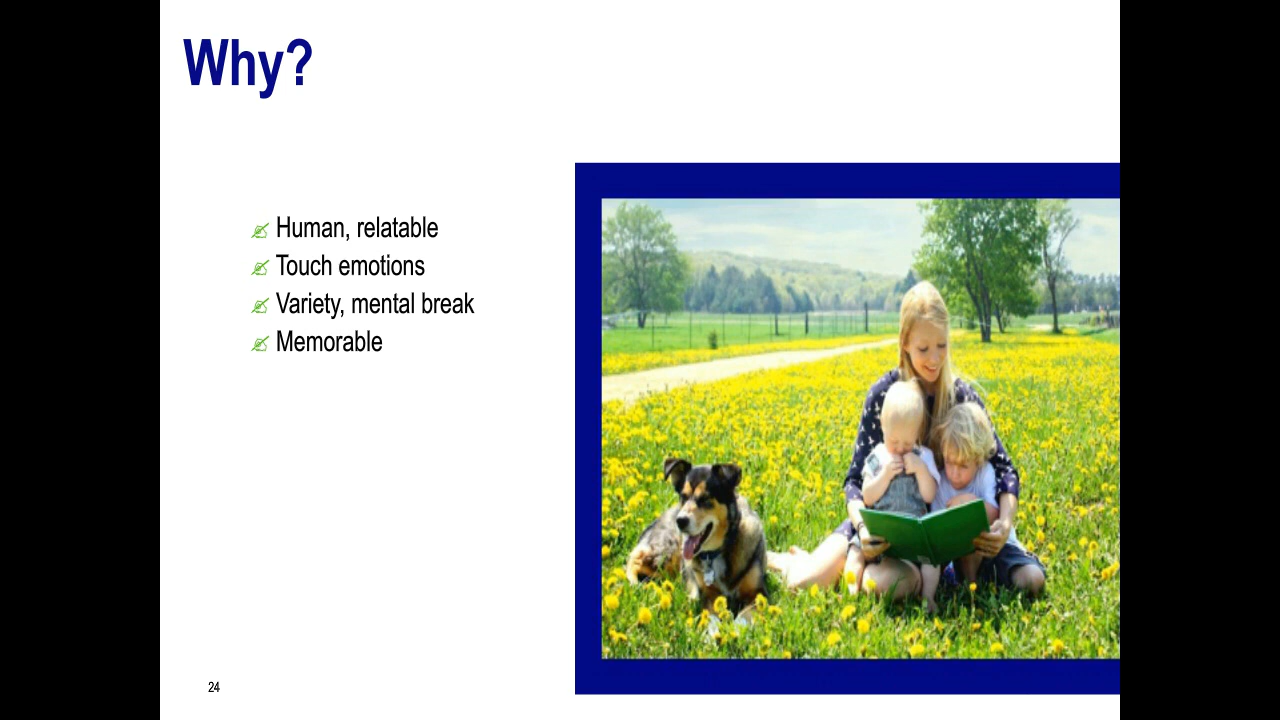 Why?
Human, relatable
Touch emotions
Variety, mental break
Memorable
24